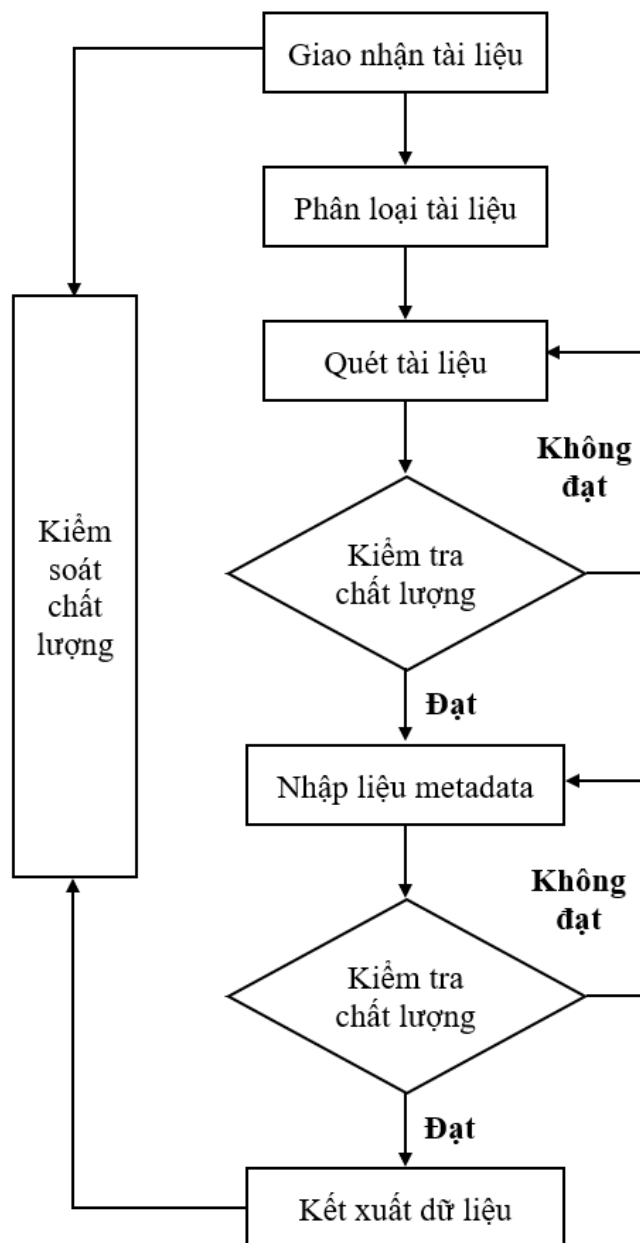 Giao nhận tài liệu
Phân loại tài liệu
Quét tài liệu
Không
đạt
Kiểm tra
chất lượng
Kiểm
soát
chất
lượng
Đạt
Nhập liệu metadata
Không
đạt
Kiểm tra
chất lượng
Đạt
Kết xuất dữ liệu